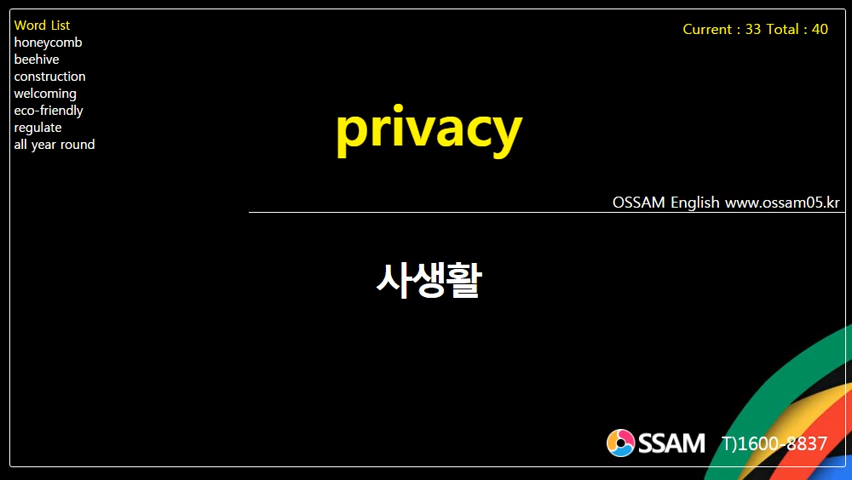 Word List
honeycomb
beehive
construction
welcoming
eco-friendly
regulate
all year round
Current : 33 Total : 40
privacy
OSSAM English www.ossam05.kr
사생활
OSSAM T)1600-8837